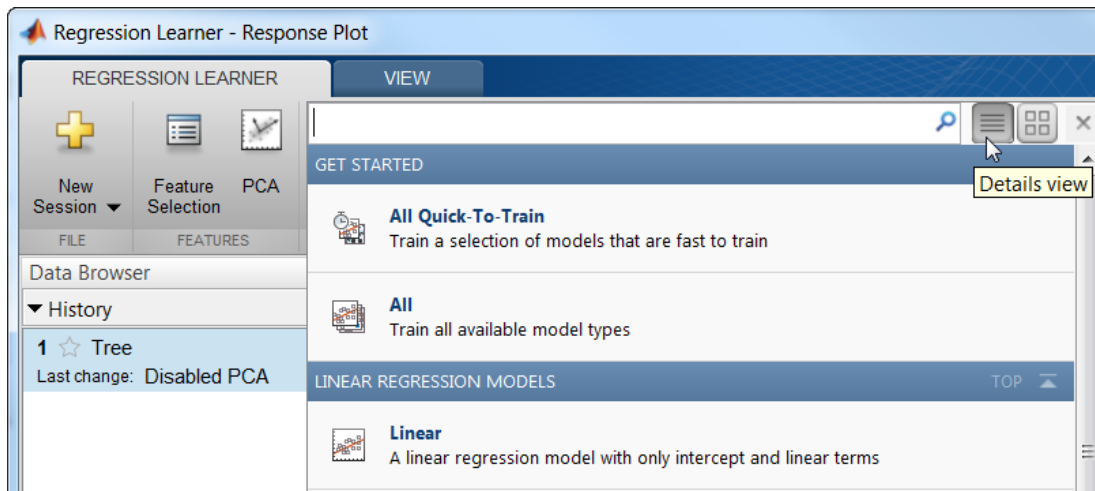 Regression Learner - Response Plot
REGRESSION LEARNER
VIEW
New Session
Feature Selection
PCA
FILE
FEATURES
GET STARTED
Details view
All Quick-To-Train
Train a selection of models that are fast to train
Data Browser
History
All
Train all available model types
1 Tree
Last change: Disabled PCA
LINEAR REGRESSION MODELS
TOP
Linear
A linear regression model with only intercept and linear terms